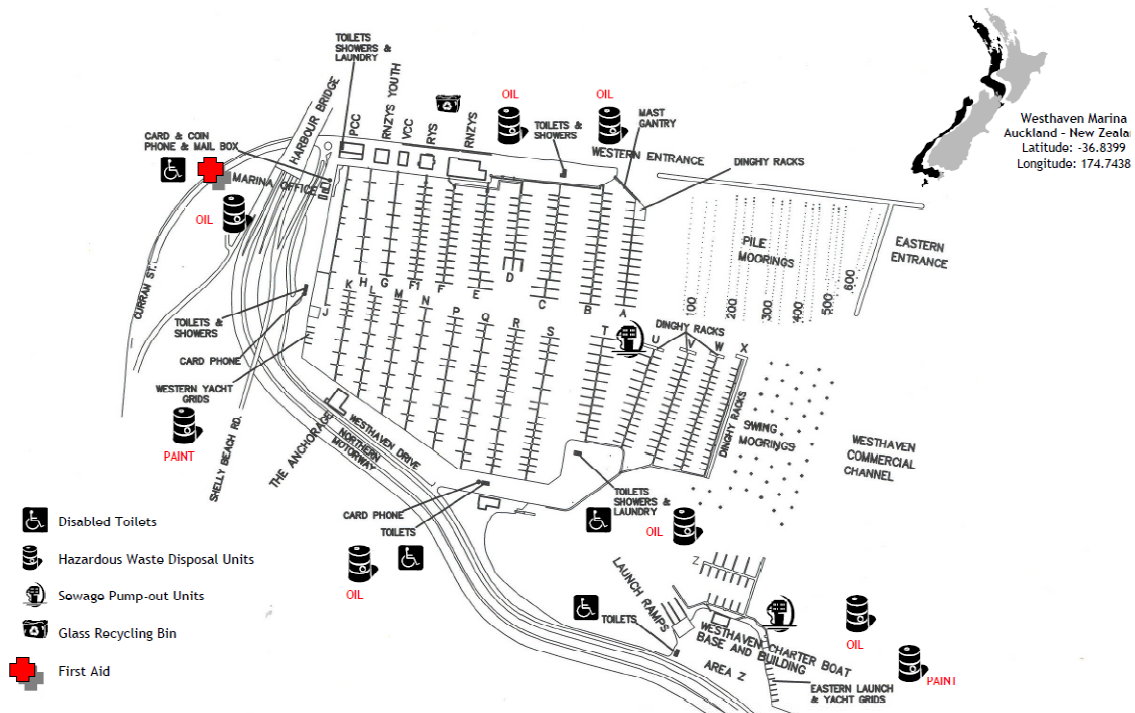 TOILETS
SHOWERS &
LAUNDRY
HARBOUR BRIDGE
PCC
RNZYS YOUTH
VCC
RYS
RNZYS
OIL
OIL
TOILETS &
SHOWERS
MAST
GANTRY
WESTERN ENTRANCE
DINGHY RACKS
Westhaven Marina
Auckland - New Zeala
Latitude: -36.8399
Longitude: 174.7438
CARD & COIN
PHONE & MAIL BOX
MARINA OFFICE
OIL
CURRAN ST.
PILE
MOORINGS
EASTERN
ENTRANCE
100
200
300
400
500
600
H
G
F1
F
E
D
C
B
A
J
K
L
M
N
P
Q
R
S
T
U
V
W
X
DINGHY RACKS
TOILETS &
SHOWERS
CARD PHONE
WESTERN YACHT
GRIDS
PAINT
SHELLY BEACH RD.
THE ANCHORAGE
WESTHAVEN DRIVE
NORTHERN
MOTORWAY
DINGHY RACKS
SWING
MOORINGS
WESTHAVEN
COMMERCIAL
CHANNEL
CARD PHONE
TOILETS
OIL
TOILETS
SHOWERS &
LAUNDRY
OIL
Disabled Toilets
Hazardous Waste Disposal Units
Sewage Pump-out Units
Glass Recycling Bin
First Aid
LAUNCH RAMPS
Z
TOILETS
WESTHAVEN CHARTER BOAT
BASE AND BUILDING
AREA Z
OIL
PAINT
EASTERN LAUNCH
& YACHT GRIDS